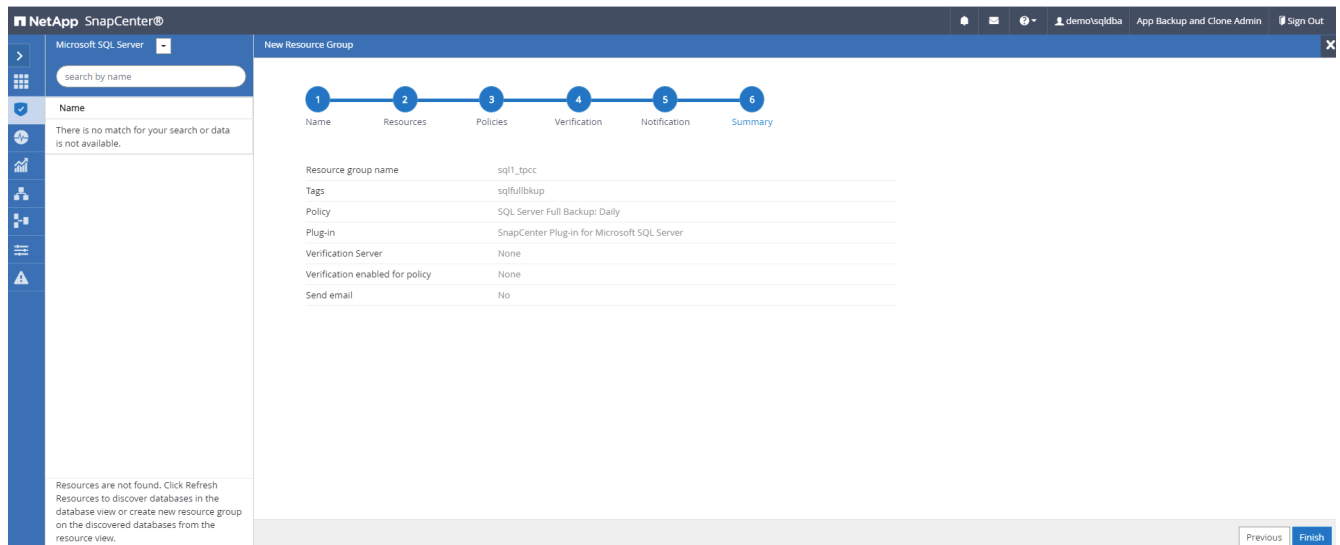 NetApp SnapCenter®
demo\sqldba App Backup and Clone Admin Sign Out
Microsoft SQL Server
New Resource Group
search by name
Name
There is no match for your search or data
is not available.
1 2 3 4 5 6
Name Resources Policies Verification Notification Summary
Resource group name sql1_tpcc
Tags sqlfullbkup
Policy SQL Server Full Backup: Daily
Plug-in SnapCenter Plug-in for Microsoft SQL Server
Verification Server None
Verification enabled for policy None
Send email No
Resources are not found. Click Refresh
Resources to discover databases in the
database view or create new resource group
on the discovered databases from the
resource view.
Previous Finish